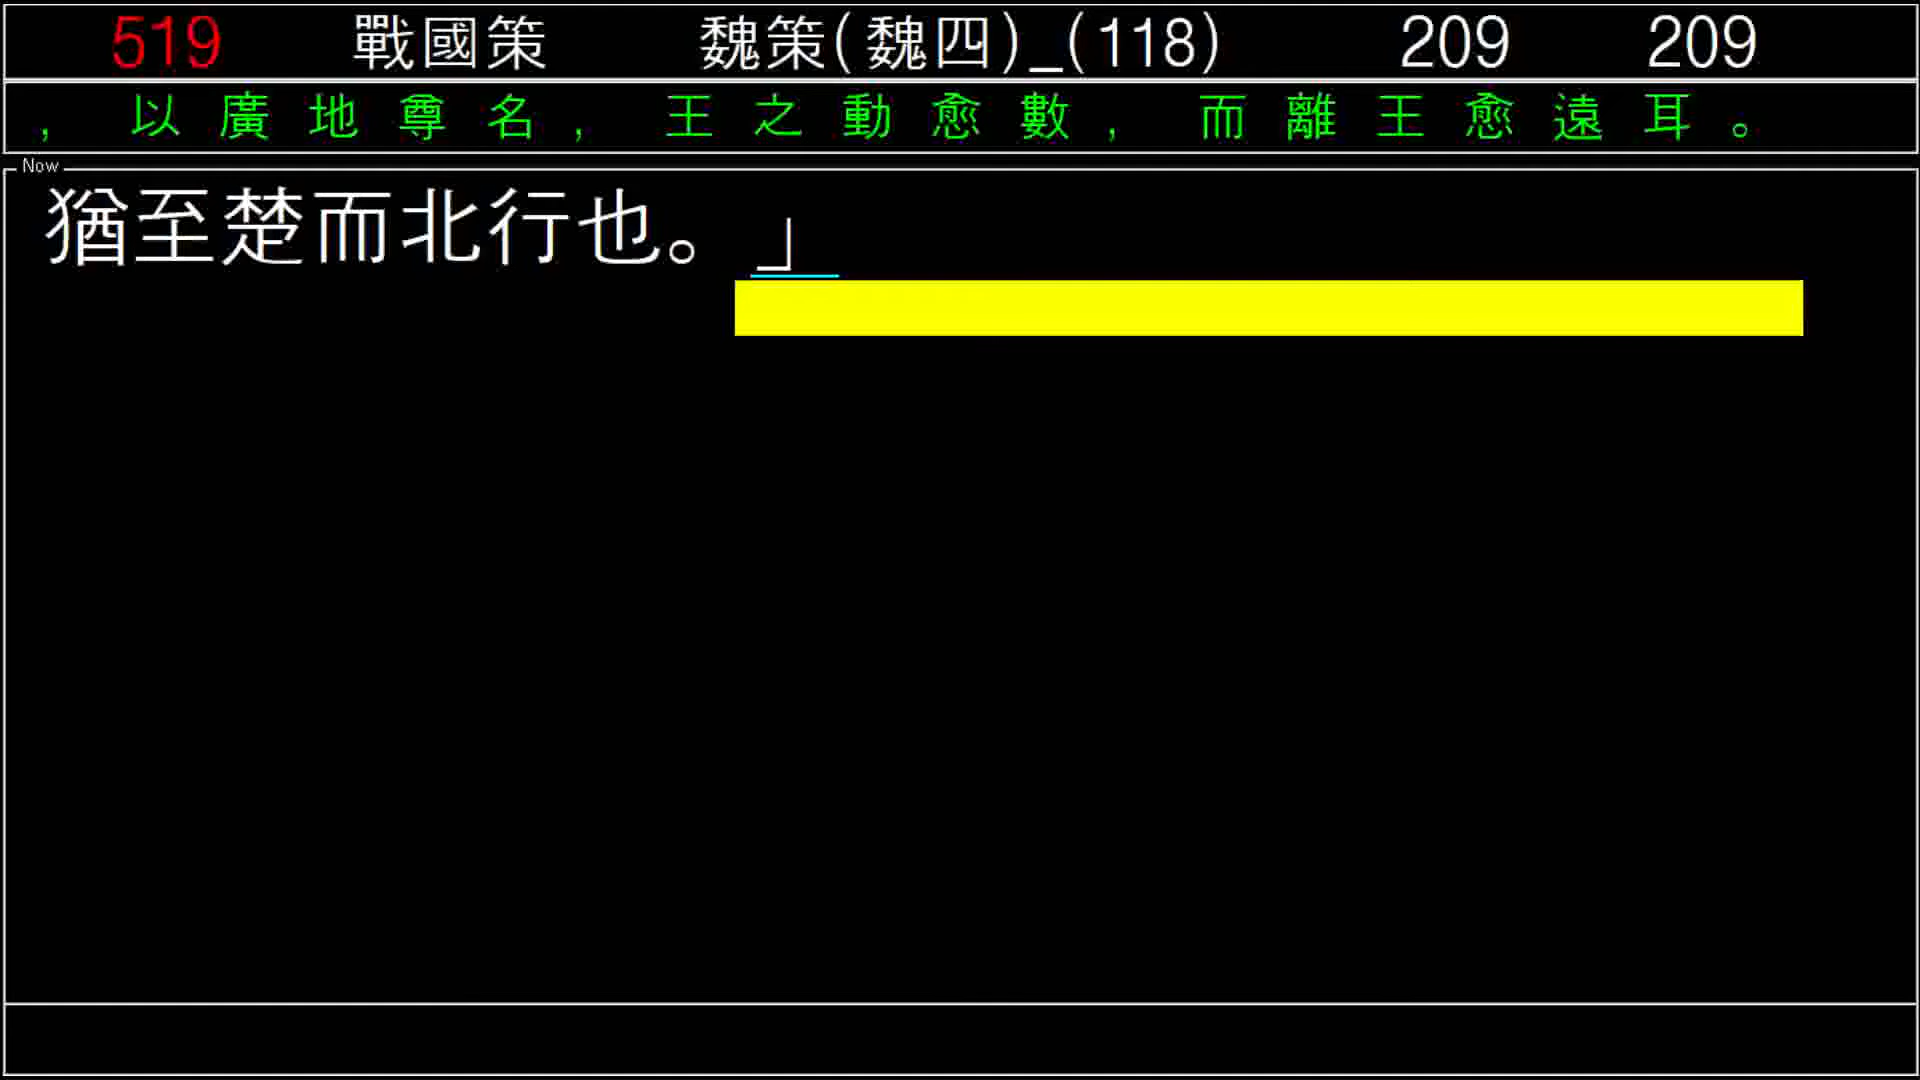 519 戰國策 魏策(魏四)_(118) 209 209
，以廣地尊名，王之動愈數，而離王愈遠耳。
Now
猶至楚而北行也。」